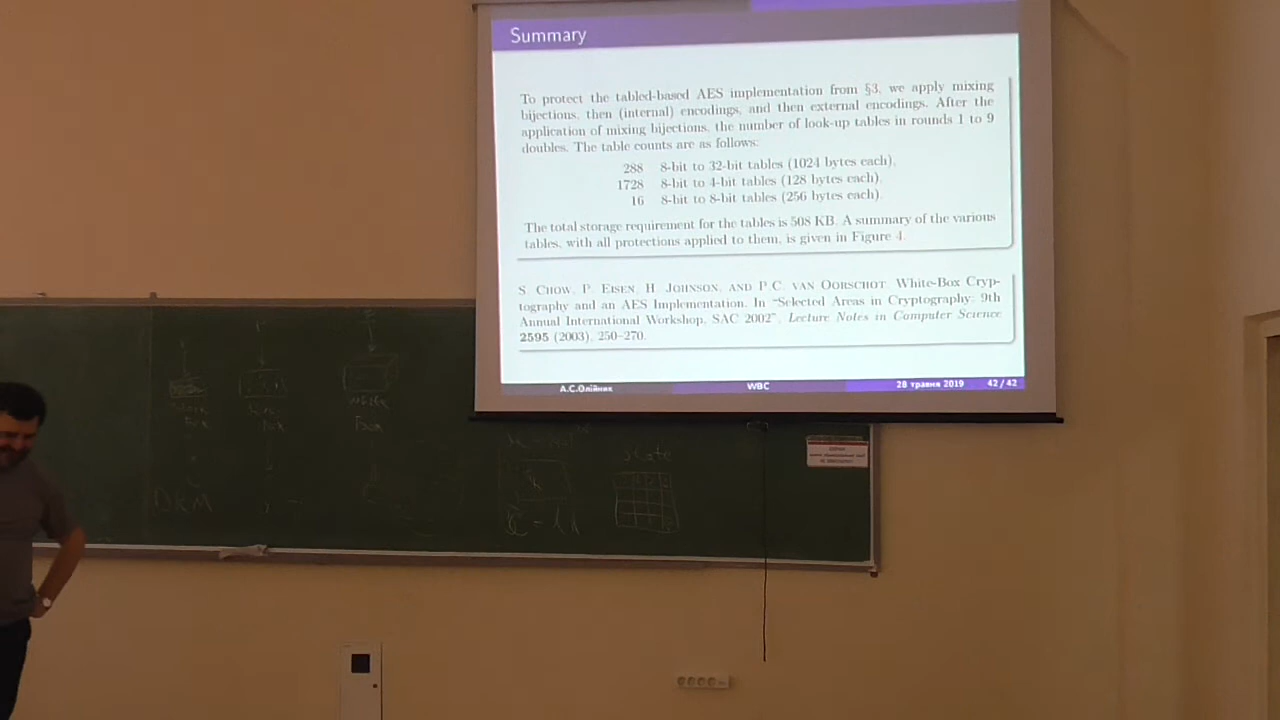 Summary
To protect the tabled-based AES implementation from §3, we apply mixing
bijections, then (internal) encodings, and then external encodings. After the
application of mixing bijections, the number of look-up tables in rounds 1 to 9
doubles. The table counts are as follows:
288 8-bit to 32-bit tables (1024 bytes each),
1728 8-bit to 4-bit tables (128 bytes each),
16 8-bit to 8-bit tables (256 bytes each).
The total storage requirement for the tables is 508 KB. A summary of the various
tables, with all protections applied to them, is given in Figure 4.
S. Chow, P. Eisen, H. Johnson, and P.C. van Oorschot. White-Box Cryp-
tography and an AES Implementation. In "Selected Areas in Cryptography: 9th
Annual International Workshop, SAC 2002", Lecture Notes in Computer Science
2595 (2003), 250–270.
А.С.Олійник WBC 28 травня 2019 42 / 42
Box Box Box
State
DRM